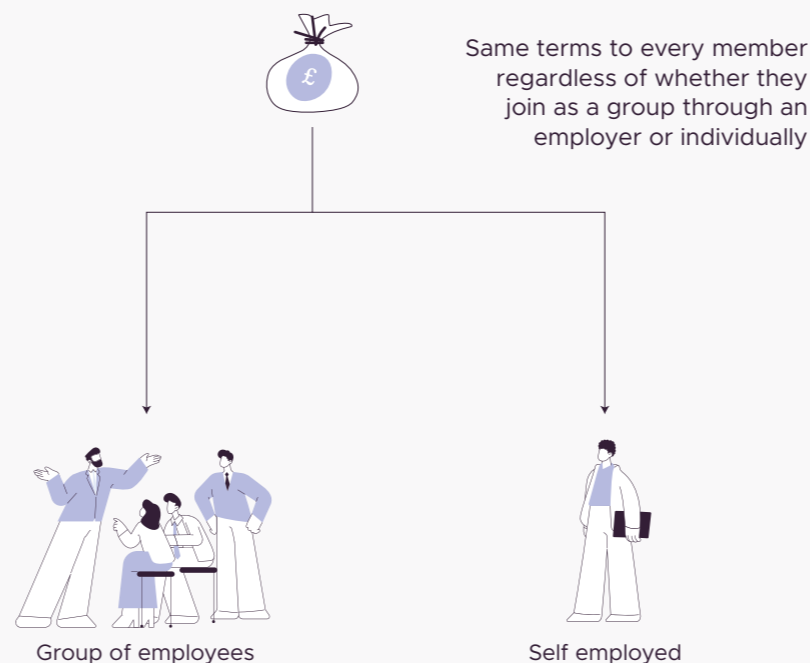 £
Same terms to every member
regardless of whether they
join as a group through an
employer or individually
Group of employees
Self employed